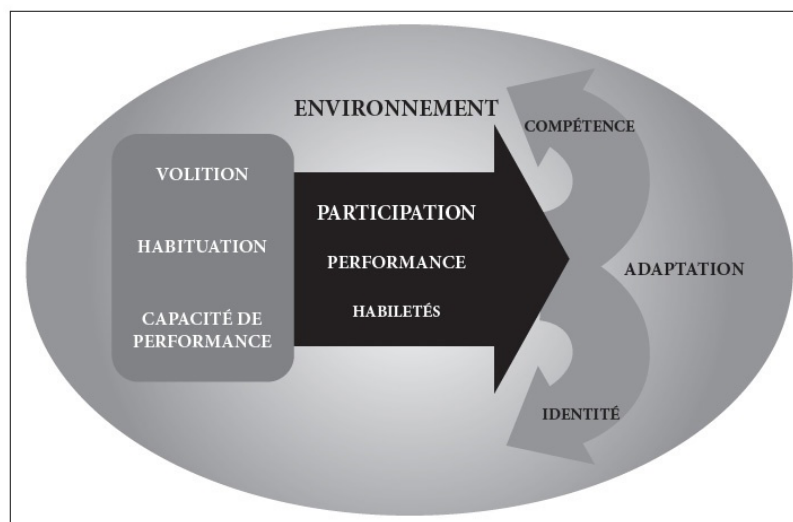 ENVIRONNEMENT
COMPÉTENCE
VOLITION
PARTICIPATION
HABITUATION
PERFORMANCE
ADAPTATION
HABILETÉS
CAPACITÉ DE
PERFORMANCE
IDENTITÉ